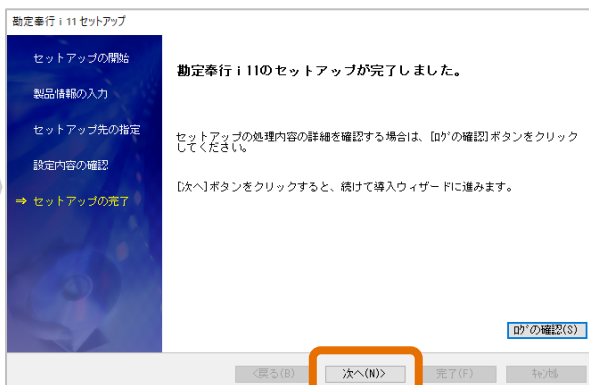 勘定奉行ｉ11セットアップ
セットアップの開始
製品情報の入力
セットアップ先の指定
設定内容の確認
⇒ セットアップの完了
勘定奉行ｉ11のセットアップが完了しました。
セットアップの処理内容の詳細を確認する場合は、[ﾛｸﾞの確認]ボタンをクリック
してください。
[次へ]ボタンをクリックすると、続けて導入ウィザードに進みます。
ﾛｸﾞの確認(S)
<戻る(B)
次へ(N)>
完了(F)
ｷｬﾝｾﾙ